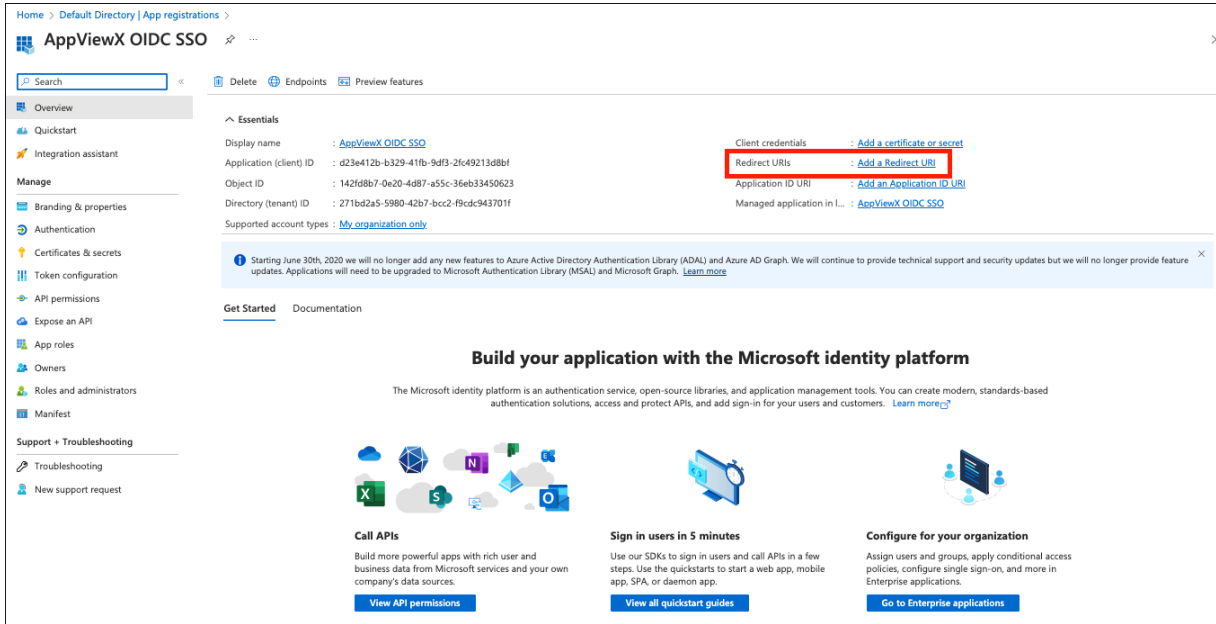 Home > Default Directory | App registrations >
AppViewX OIDC SSO
Search
Overview
Quickstart
Integration assistant
Manage
Branding & properties
Authentication
Certificates & secrets
Token configuration
API permissions
Expose an API
App roles
Owners
Roles and administrators
Manifest
Support + Troubleshooting
Troubleshooting
New support request
Delete Endpoints Preview features
Essentials
Display name : AppViewX OIDC SSO
Application (client) ID : d23e412b-b329-41fb-9df3-2fc49213d8bf
Object ID : 142fd8b7-0e20-4d87-a55c-36eb33450623
Directory (tenant) ID : 271bd2a5-5980-42b7-bcc2-f9cdc943701f
Supported account types : My organization only
Client credentials : Add a certificate or secret
Redirect URIs : Add a Redirect URI
Application ID URI : Add an Application ID URI
Managed application in l... : AppViewX OIDC SSO
Starting June 30th, 2020 we will no longer add any new features to Azure Active Directory Authentication Library (ADAL) and Azure AD Graph. We will continue to provide technical support and security updates but we will no longer provide feature
updates. Applications will need to be upgraded to Microsoft Authentication Library (MSAL) and Microsoft Graph. Learn more
Get Started Documentation
Build your application with the Microsoft identity platform
The Microsoft identity platform is an authentication service, open-source libraries, and application management tools. You can create modern, standards-based
authentication solutions, access and protect APIs, and add sign-in for your users and customers. Learn more
Call APIs
Build more powerful apps with rich user and
business data from Microsoft services and your own
company's data sources.
View API permissions
Sign in users in 5 minutes
Use our SDKs to sign in users and call APIs in a few
steps. Use the quickstarts to start a web app, mobile
app, SPA, or daemon app.
View all quickstart guides
Configure for your organization
Assign users and groups, apply conditional access
policies, configure single sign-on, and more in
Enterprise applications.
Go to Enterprise applications